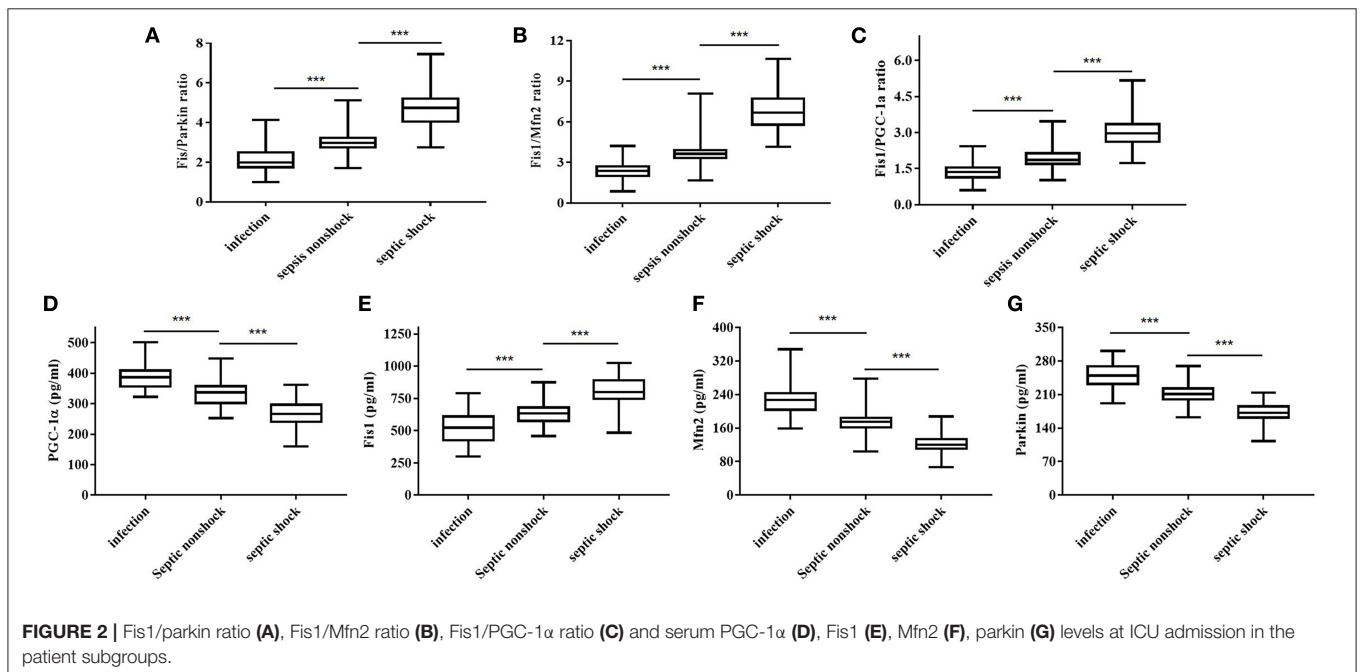 A
Fis/Parkin ratio
8
6
4
2
0
***
***
infection
sepsis nonshock
septic shock
B
Fis1/Mfn2 ratio
12
9
6
3
0
***
***
infection
sepsis nonshock
septic shock
C
Fis1/PGC-1a ratio
6.0
4.5
3.0
1.5
0.0
***
***
infection
sepsis nonshock
septic shock
D
PGC-1α (pg/ml)
500
400
300
200
100
0
***
***
infection
Septic nonshock
septic shock
E
Fis1 (pg/ml)
1250
1000
750
500
250
0
***
***
infection
Septic nonshock
septic shock
F
Mfn2 (pg/ml)
400
320
240
160
80
0
***
***
infection
Septic nonshock
septic shock
G
Parkin (pg/ml)
350
280
210
140
70
0
***
***
infection
Septic nonshock
septic shock
FIGURE 2 | Fis1/parkin ratio (A), Fis1/Mfn2 ratio (B), Fis1/PGC-1α ratio (C) and serum PGC-1α (D), Fis1 (E), Mfn2 (F), parkin (G) levels at ICU admission in the
patient subgroups.